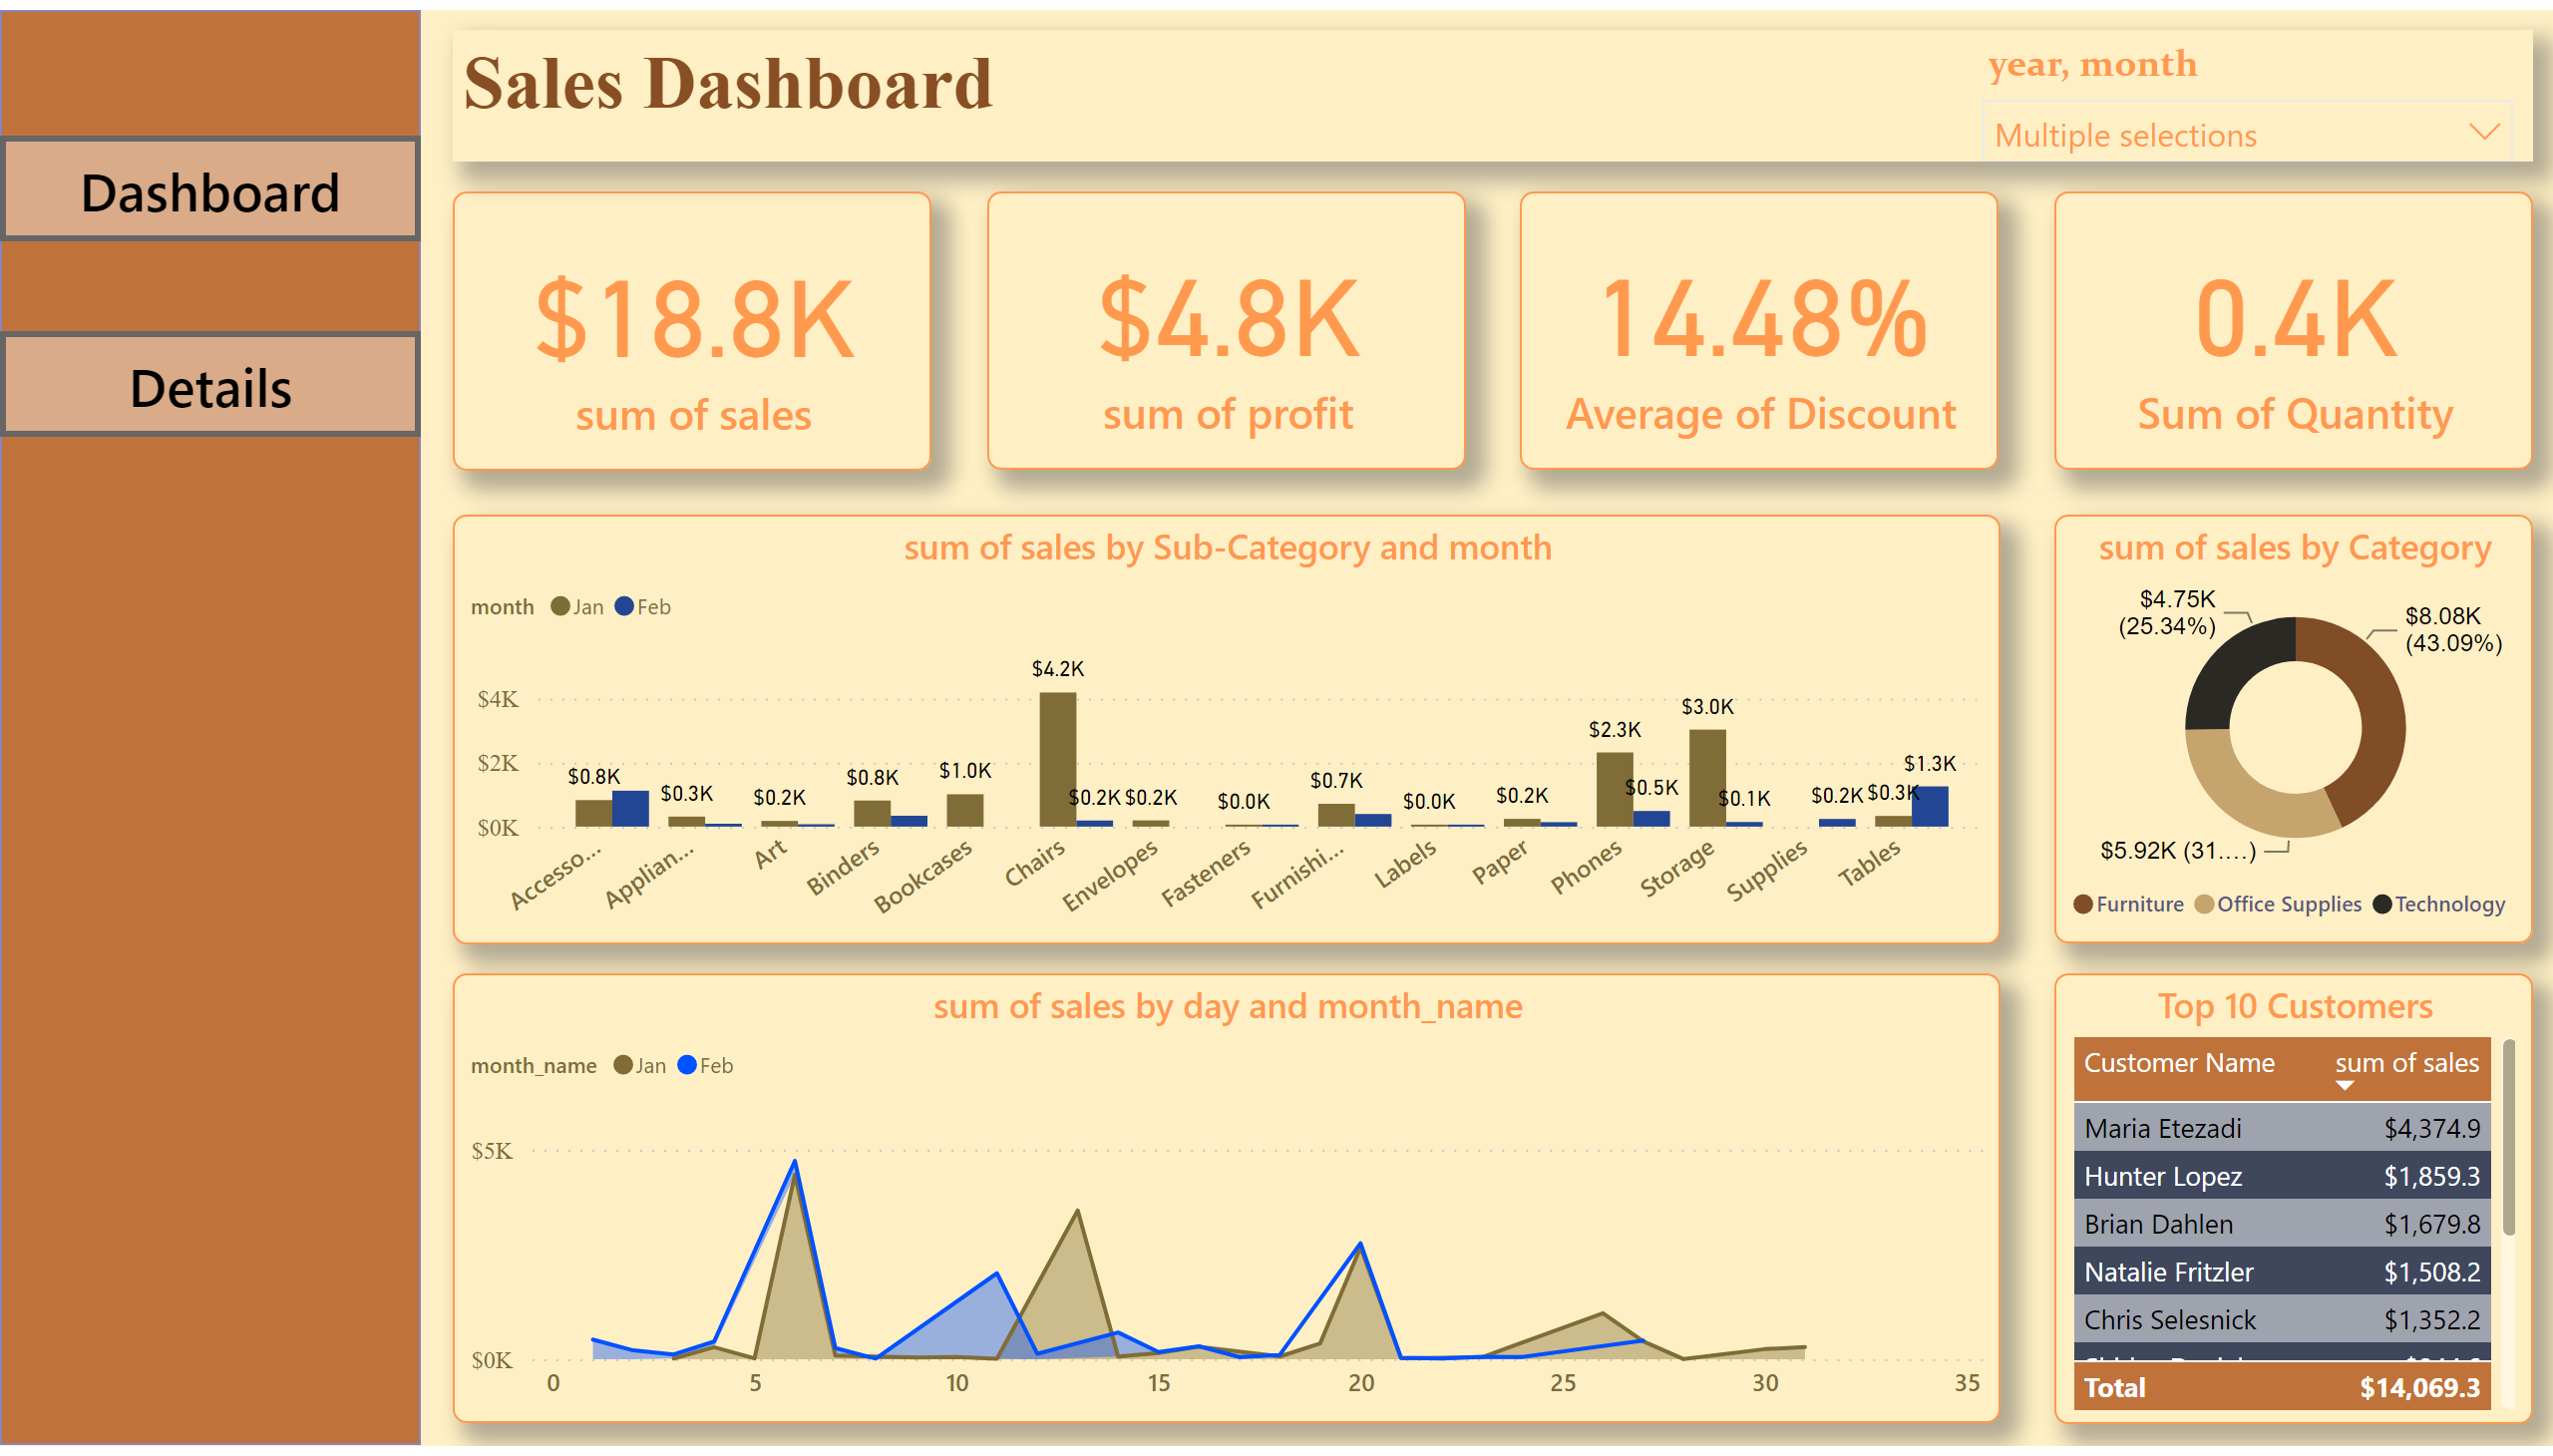 Sales Dashboard
year, month
Multiple selections
Dashboard
Details
$18.8K
sum of sales
$4.8K
sum of profit
14.48%
Average of Discount
0.4K
Sum of Quantity
sum of sales by Sub-Category and month
month Jan Feb
$4K
$2K
$0K
$0.8K
$0.3K
$0.2K
$0.8K
$1.0K
$4.2K
$0.2K
$0.2K
$0.0K
$0.7K
$0.0K
$0.2K
$2.3K
$0.5K
$3.0K
$0.1K
$0.2K
$0.3K
$1.3K
Accesso...
Applian...
Art
Binders
Bookcases
Chairs
Envelopes
Fasteners
Furnishi...
Labels
Paper
Phones
Storage
Supplies
Tables
sum of sales by Category
$4.75K
(25.34%)
$8.08K
(43.09%)
$5.92K (31....)
Furniture Office Supplies Technology
sum of sales by day and month_name
month_name Jan Feb
$5K
$0K
0 5 10 15 20 25 30 35
Top 10 Customers
Customer Name sum of sales
Maria Etezadi $4,374.9
Hunter Lopez $1,859.3
Brian Dahlen $1,679.8
Natalie Fritzler $1,508.2
Chris Selesnick $1,352.2
Total $14,069.3